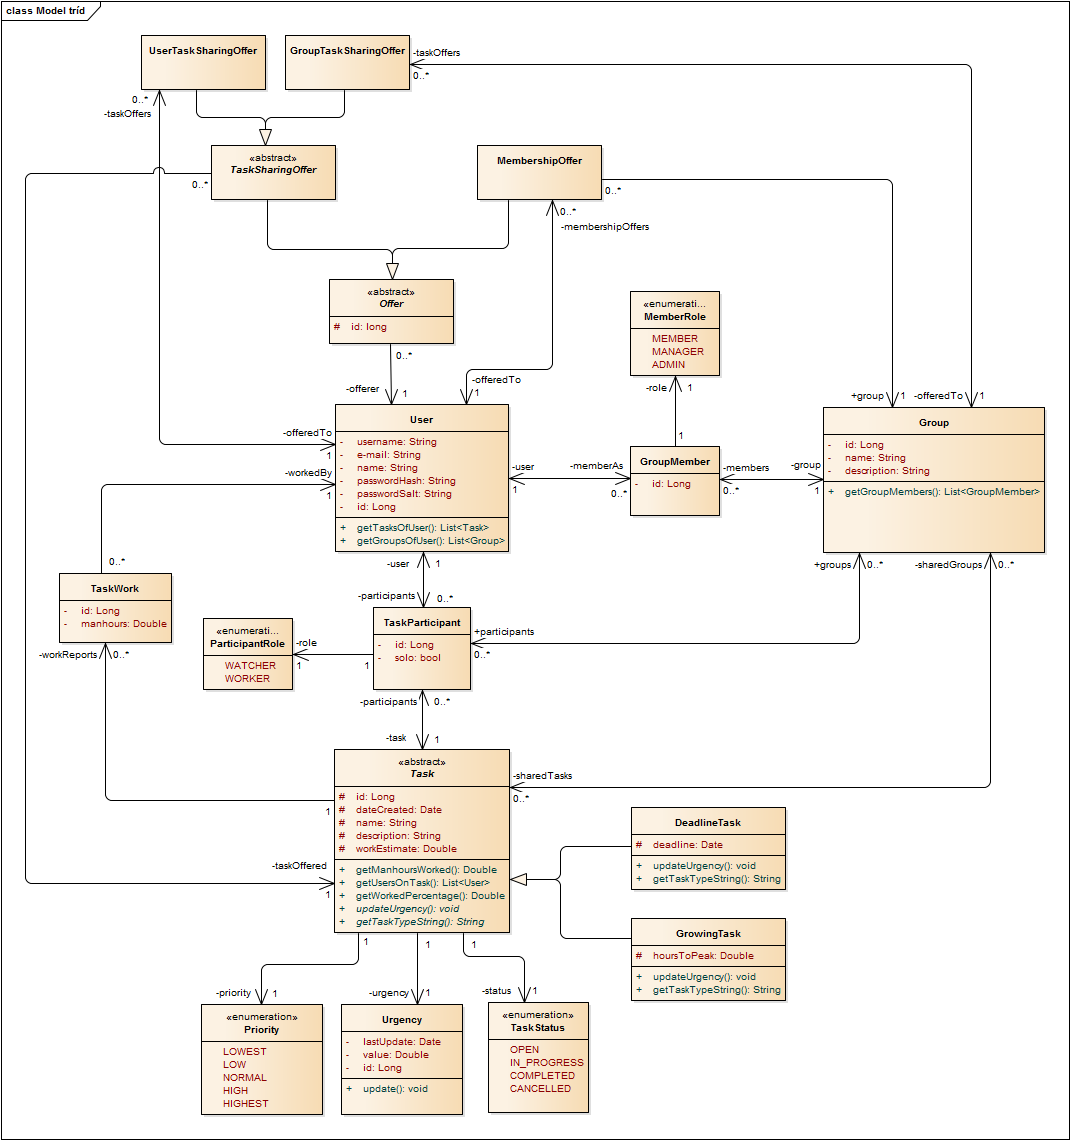 class Model tríd
UserTaskSharingOffer
GroupTaskSharingOffer
-taskOffers
0..*
0..*
-taskOffers
«abstract»
TaskSharingOffer
0..*
MembershipOffer
0..*
0..*
-membershipOffers
«abstract»
Offer
# id: long
0..*
«enumerati...
MemberRole
MEMBER
MANAGER
ADMIN
-offerer
1
-offeredTo
1
-role
1
+group
1
-offeredTo
1
User
- username: String
- e-mail: String
- name: String
- passwordHash: String
- passwordSalt: String
- id: Long
+ getTasksOfUser(): List<Task>
+ getGroupsOfUser(): List<Group>
-offeredTo
1
-workedBy
1
1
GroupMember
- id: Long
-user
1
-memberAs
0..*
-members
0..*
-group
1
Group
- id: Long
- name: String
- description: String
+ getGroupMembers(): List<GroupMember>
0..*
-user
1
+groups
0..*
-sharedGroups
0..*
TaskWork
- id: Long
- manhours: Double
-workReports
0..*
-participants
0..*
TaskParticipant
- id: Long
- solo: bool
+participants
0..*
«enumerati...
ParticipantRole
WATCHER
WORKER
-role
1
1
-participants
0..*
-task
1
«abstract»
Task
# id: Long
# dateCreated: Date
# name: String
# description: String
# workEstimate: Double
+ getManhoursWorked(): Double
+ getUsersOnTask(): List<User>
+ getWorkedPercentage(): Double
+ updateUrgency(): void
+ getTaskTypeString(): String
-sharedTasks
0..*
1
-taskOffered
1
DeadlineTask
# deadline: Date
+ updateUrgency(): void
+ getTaskTypeString(): String
GrowingTask
# hoursToPeak: Double
+ updateUrgency(): void
+ getTaskTypeString(): String
1
1
1
-priority
1
-urgency
1
-status
1
«enumeration»
Priority
LOWEST
LOW
NORMAL
HIGH
HIGHEST
Urgency
- lastUpdate: Date
- value: Double
- id: Long
+ update(): void
«enumeration»
TaskStatus
OPEN
IN_PROGRESS
COMPLETED
CANCELLED